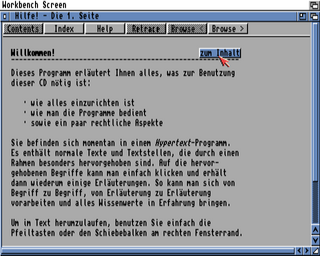 Workbench Screen
Hilfe! - Die 1. Seite
Contents Index Help Retrace Browse < Browse >
Willkommen! zum Inhalt
Dieses Programm erläutert Ihnen alles, was zur Benutzung
dieser CD nötig ist:
· wie alles einzurichten ist
· wie man die Programme bedient
· sowie ein paar rechtliche Aspekte
Sie befinden sich momentan in einem Hypertext-Programm.
Es enthält normale Texte und Textstellen, die durch einen
Rahmen besonders hervorgehoben sind. Auf die hervor-
gehobenen Begriffe kann man einfach klicken und erhält
dann wiederum einige Erläuterungen. So kann man sich von
Begriff zu Begriff, von Erläuterung zu Erläuterung
vorarbeiten und alles Wissenwerte in Erfahrung bringen.
Um im Text herumzulaufen, benutzen Sie einfach die
Pfeiltasten oder den Schiebebalken am rechten Fensterrand.